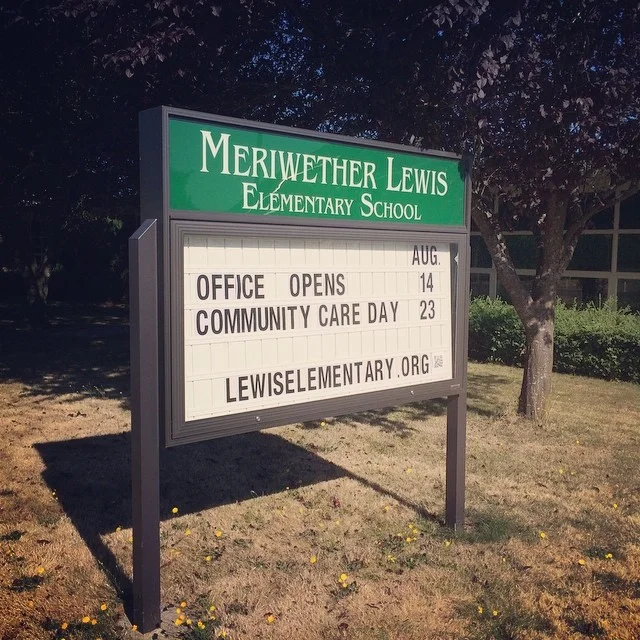 MERIWETHER LEWIS
ELEMENTARY SCHOOL
AUG.
OFFICE OPENS 14
COMMUNITY CARE DAY 23
LEWISELEMENTARY.ORG